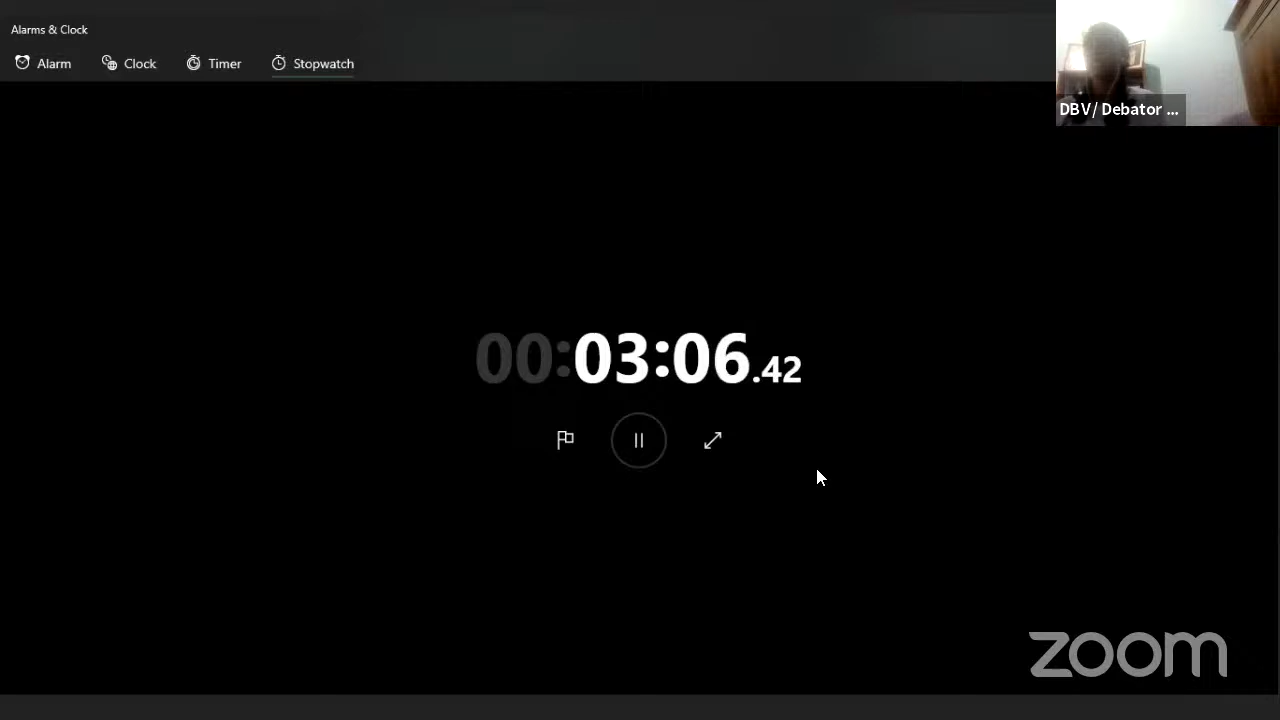 Alarms & Clock
Alarm Clock Timer Stopwatch
DBV/ Debator ...
00:03:06.42
zoom